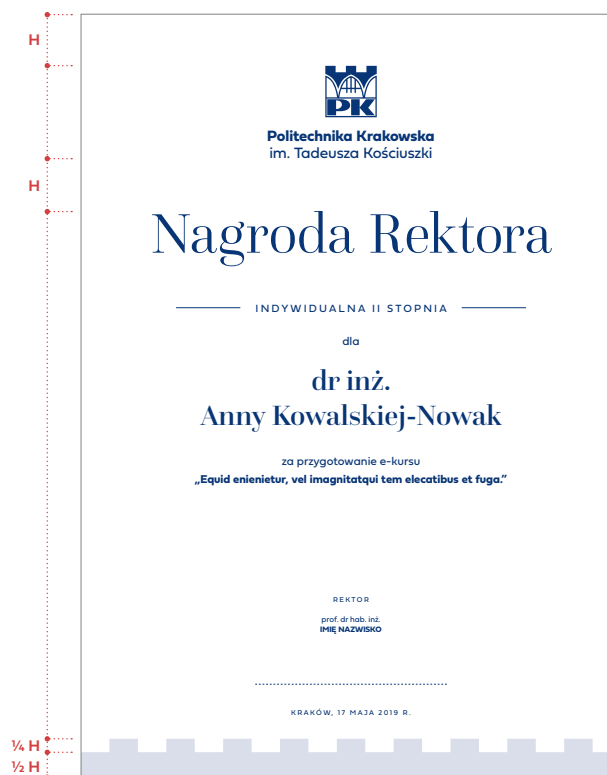 H
PK
Politechnika Krakowska
im. Tadeusza Kościuszki
H
Nagroda Rektora
INDYWIDUALNA II STOPNIA
dla
dr inż.
Anny Kowalskiej-Nowak
za przygotowanie e-kursu
„Equid enienietur, vel imagnitatqui tem elecatibus et fuga.”
REKTOR
prof. dr hab. inż.
IMIĘ NAZWISKO
KRAKÓW, 17 MAJA 2019 R.
¼ H
½ H